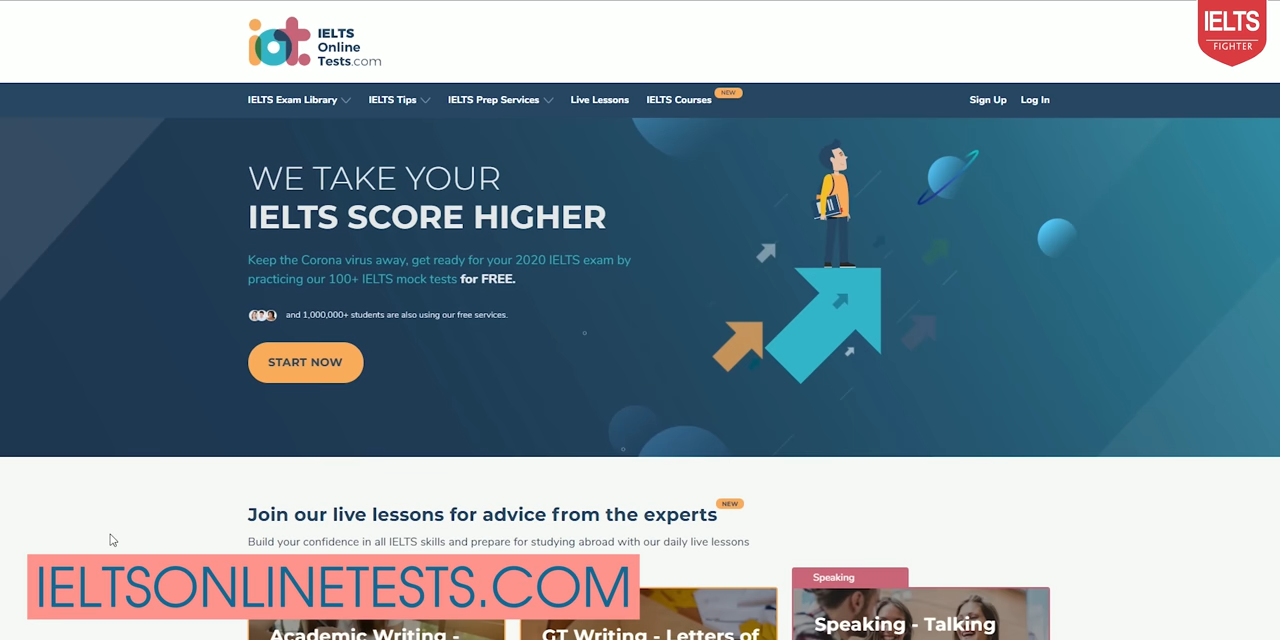 IELTS
Online
Tests.com
IELTS
FIGHTER
IELTS Exam Library
IELTS Tips
IELTS Prep Services
Live Lessons
IELTS Courses
NEW
Sign Up
Log In
WE TAKE YOUR
IELTS SCORE HIGHER
Keep the Corona virus away, get ready for your 2020 IELTS exam by
practicing our 100+ IELTS mock tests for FREE.
and 1,000,000+ students are also using our free services.
START NOW
Join our live lessons for advice from the experts
NEW
Build your confidence in all IELTS skills and prepare for studying abroad with our daily live lessons
IELTSONLINETESTS.COM
Speaking
Academic Writing -
GT Writing - Letters of
Speaking - Talking